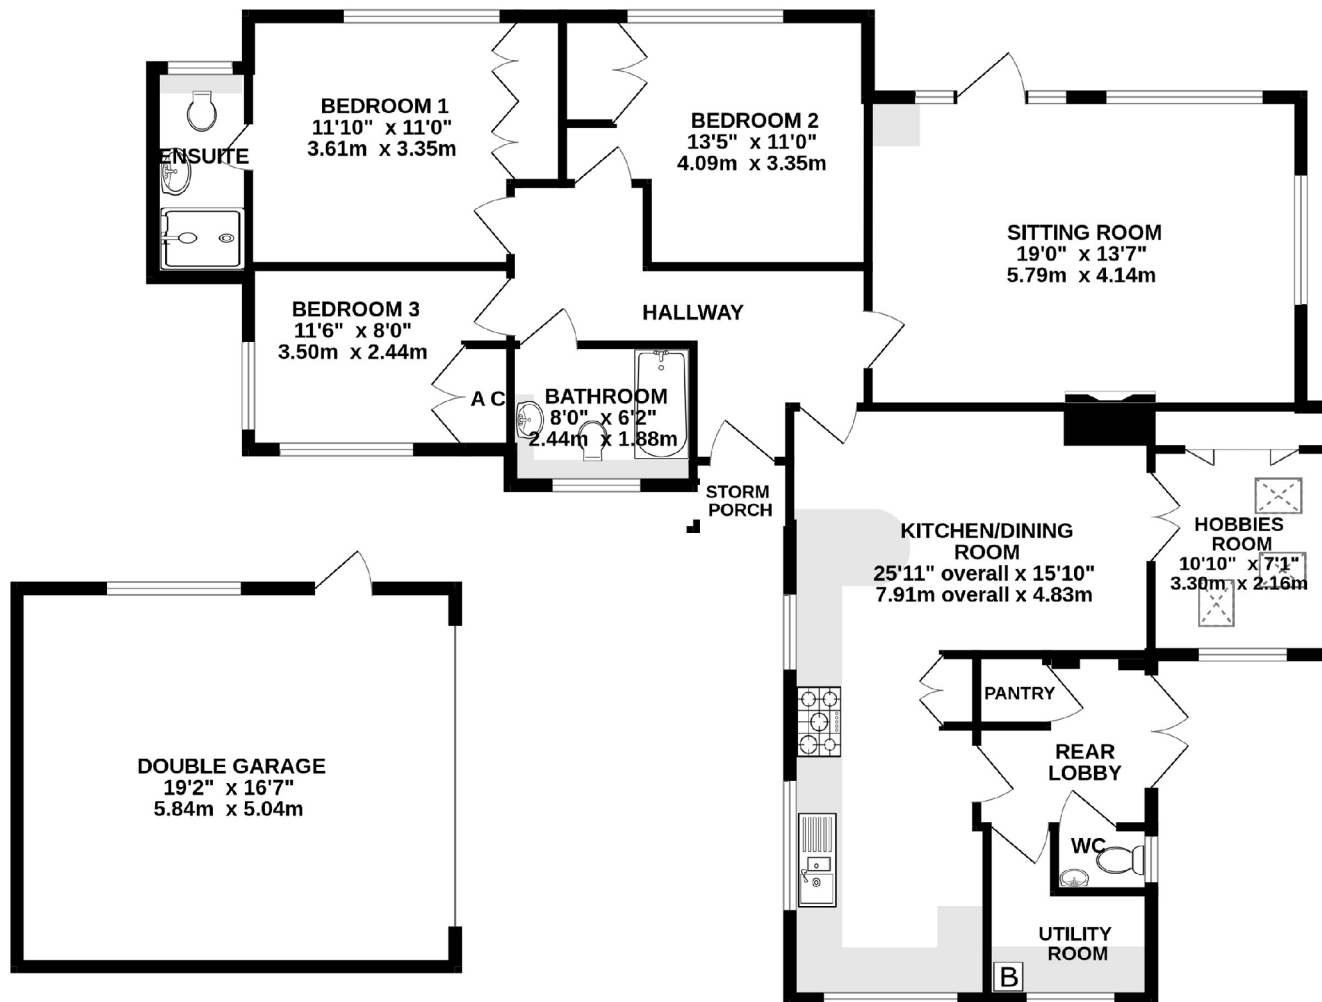 BEDROOM 1
11'10" x 11'0"
3.61m x 3.35m
BEDROOM 2
13'5" x 11'0"
4.09m x 3.35m
ENSUITE
SITTING ROOM
19'0" x 13'7"
5.79m x 4.14m
BEDROOM 3
11'6" x 8'0"
3.50m x 2.44m
HALLWAY
A C
BATHROOM
8'0" x 6'2"
2.44m x 1.88m
STORM
PORCH
KITCHEN/DINING
ROOM
25'11" overall x 15'10"
7.91m overall x 4.83m
HOBBIES
ROOM
10'10" x 7'1"
3.30m x 2.16m
PANTRY
REAR
LOBBY
DOUBLE GARAGE
19'2" x 16'7"
5.84m x 5.04m
WC
UTILITY
ROOM
B